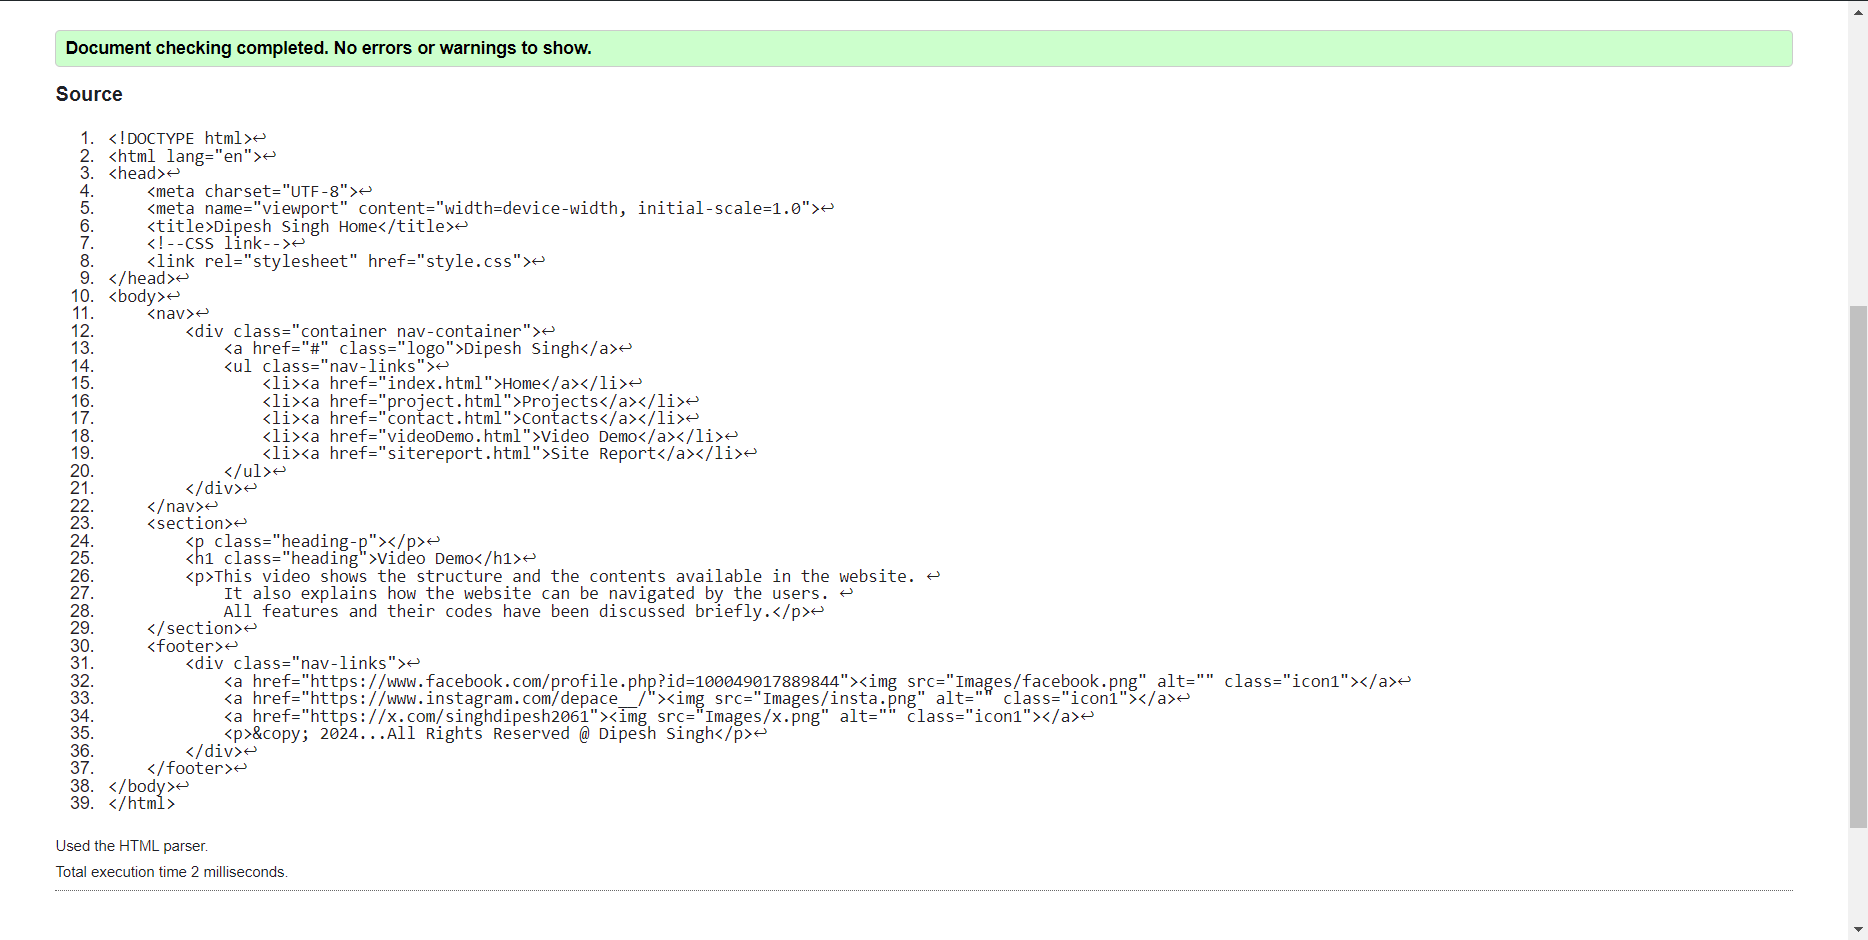 Document checking completed. No errors or warnings to show.
Source
1. <!DOCTYPE html>↩
2. <html lang="en">↩
3. <head>↩
4.     <meta charset="UTF-8">↩
5.     <meta name="viewport" content="width=device-width, initial-scale=1.0">↩
6.     <title>Dipesh Singh Home</title>↩
7.     <!--CSS link-->↩
8.     <link rel="stylesheet" href="style.css">↩
9. </head>↩
10. <body>↩
11.     <nav>↩
12.         <div class="container nav-container">↩
13.             <a href="#" class="logo">Dipesh Singh</a>↩
14.             <ul class="nav-links">↩
15.                 <li><a href="index.html">Home</a></li>↩
16.                 <li><a href="project.html">Projects</a></li>↩
17.                 <li><a href="contact.html">Contacts</a></li>↩
18.                 <li><a href="videoDemo.html">Video Demo</a></li>↩
19.                 <li><a href="sitereport.html">Site Report</a></li>↩
20.             </ul>↩
21.         </div>↩
22.     </nav>↩
23.     <section>↩
24.         <p class="heading-p"></p>↩
25.         <h1 class="heading">Video Demo</h1>↩
26.         <p>This video shows the structure and the contents available in the website. ↩
27.             It also explains how the website can be navigated by the users. ↩
28.             All features and their codes have been discussed briefly.</p>↩
29.     </section>↩
30.     <footer>↩
31.         <div class="nav-links">↩
32.             <a href="https://www.facebook.com/profile.php?id=100049017889844"><img src="Images/facebook.png" alt="" class="icon1"></a>↩
33.             <a href="https://www.instagram.com/depace__/"><img src="Images/insta.png" alt="" class="icon1"></a>↩
34.             <a href="https://x.com/singhdipesh2061"><img src="Images/x.png" alt="" class="icon1"></a>↩
35.             <p>&copy; 2024...All Rights Reserved @ Dipesh Singh</p>↩
36.         </div>↩
37.     </footer>↩
38. </body>↩
39. </html>
Used the HTML parser.
Total execution time 2 milliseconds.